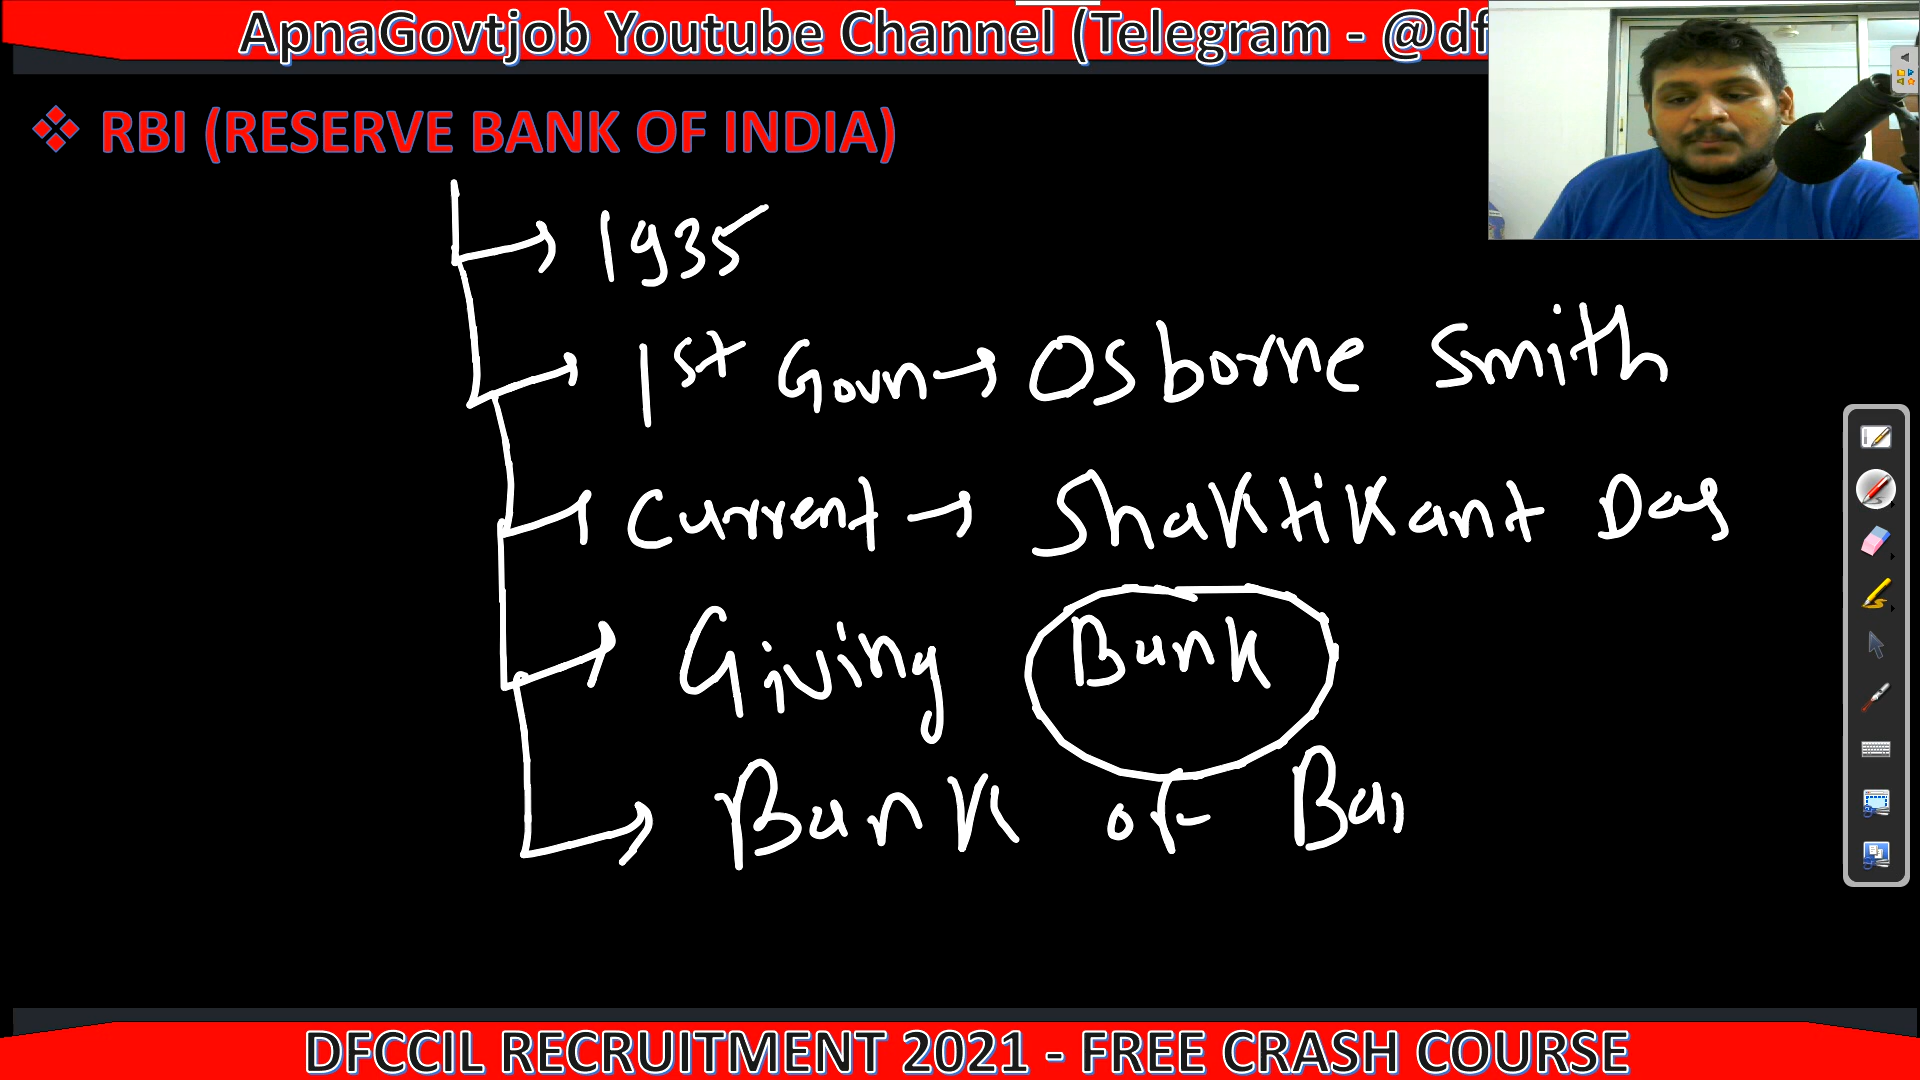 ApnaGovtjob Youtube Channel (Telegram - @df
❖ RBI (RESERVE BANK OF INDIA)
→ 1935
→ 1st Govn → Osborne Smith
→ Current → Shaktikant Das
→ Giving Bank
→ Bank of Ban
DFCCIL RECRUITMENT 2021 - FREE CRASH COURSE